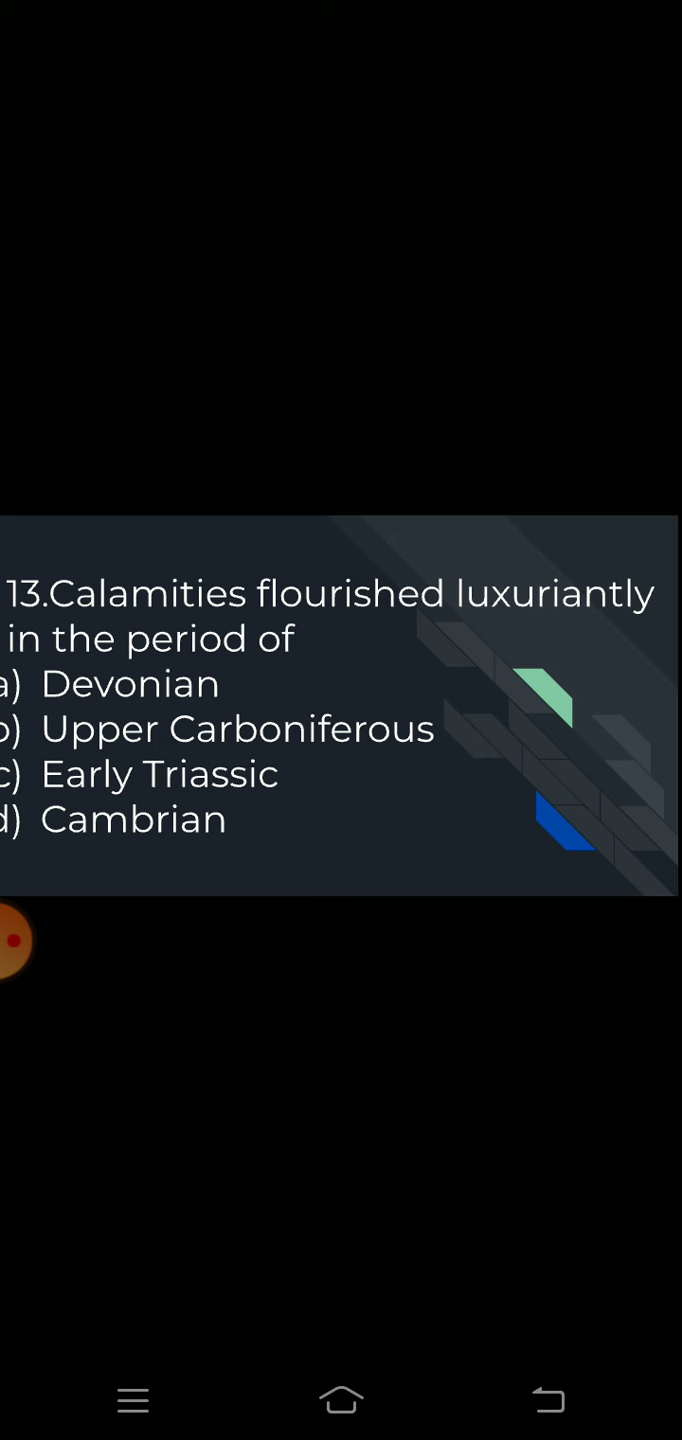 13.Calamities flourished luxuriantly
in the period of
a) Devonian
b) Upper Carboniferous
c) Early Triassic
d) Cambrian